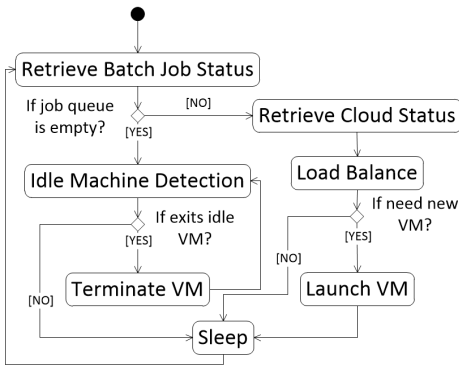 Retrieve Batch Job Status
If job queue
is empty?
[NO]
[YES]
Retrieve Cloud Status
Idle Machine Detection
Load Balance
If exits idle
VM?
[YES]
If need new
VM?
[YES]
[NO]
[NO]
Terminate VM
Launch VM
Sleep